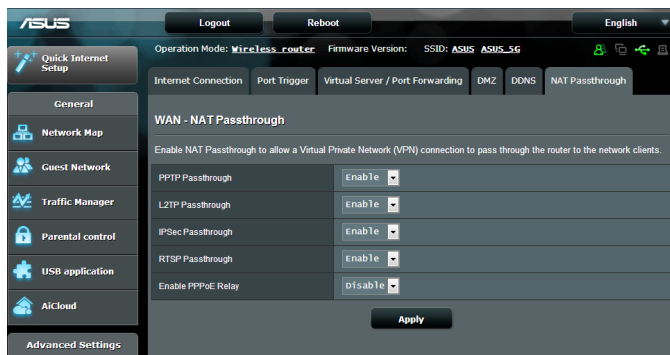 ASUS
Logout
Reboot
English
Quick Internet Setup
Operation Mode: Wireless router Firmware Version: SSID: ASUS ASUS_5G
Internet Connection
Port Trigger
Virtual Server / Port Forwarding
DMZ
DDNS
NAT Passthrough
General
Network Map
Guest Network
Traffic Manager
Parental control
USB application
AiCloud
Advanced Settings
WAN - NAT Passthrough
Enable NAT Passthrough to allow a Virtual Private Network (VPN) connection to pass through the router to the network clients.
PPTP Passthrough Enable
L2TP Passthrough Enable
IPSec Passthrough Enable
RTSP Passthrough Enable
Enable PPPoE Relay Disable
Apply